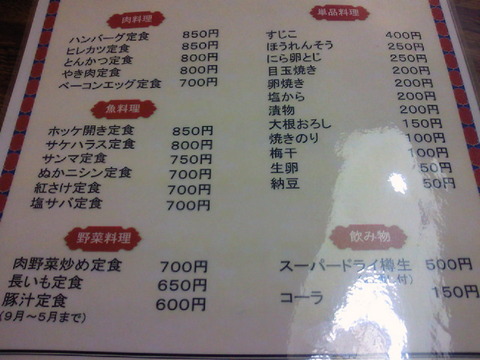 肉料理
ハンバーグ定食 850円
ヒレカツ定食 850円
とんかつ定食 800円
やき肉定食 800円
ベーコンエッグ定食 700円
魚料理
ホッケ開き定食 850円
サケハラス定食 800円
サンマ定食 750円
ぬかニシン定食 700円
紅さけ定食 700円
塩サバ定食 700円
野菜料理
肉野菜炒め定食 700円
長いも定食 650円
豚汁定食 600円
(9月～5月まで)
単品料理
すじこ 400円
ほうれんそう 250円
にら卵とじ 250円
目玉焼き 200円
卵焼き 200円
塩から 200円
漬物 200円
大根おろし 150円
焼きのり 100円
梅干 100円
生卵 50円
納豆 50円
飲み物
スーパードライ樽生 500円
付)
コーラ 150円